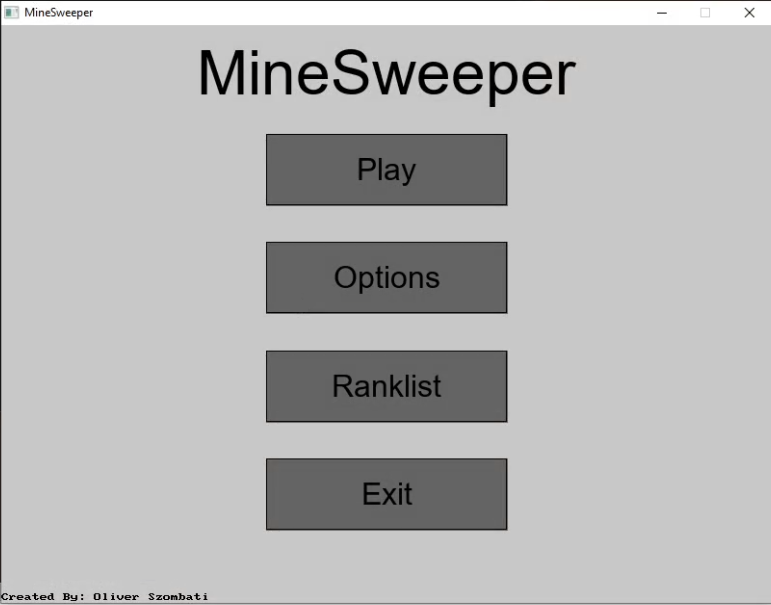 MineSweeper
MineSweeper
Play
Options
Ranklist
Exit
Created By: Oliver Szombati